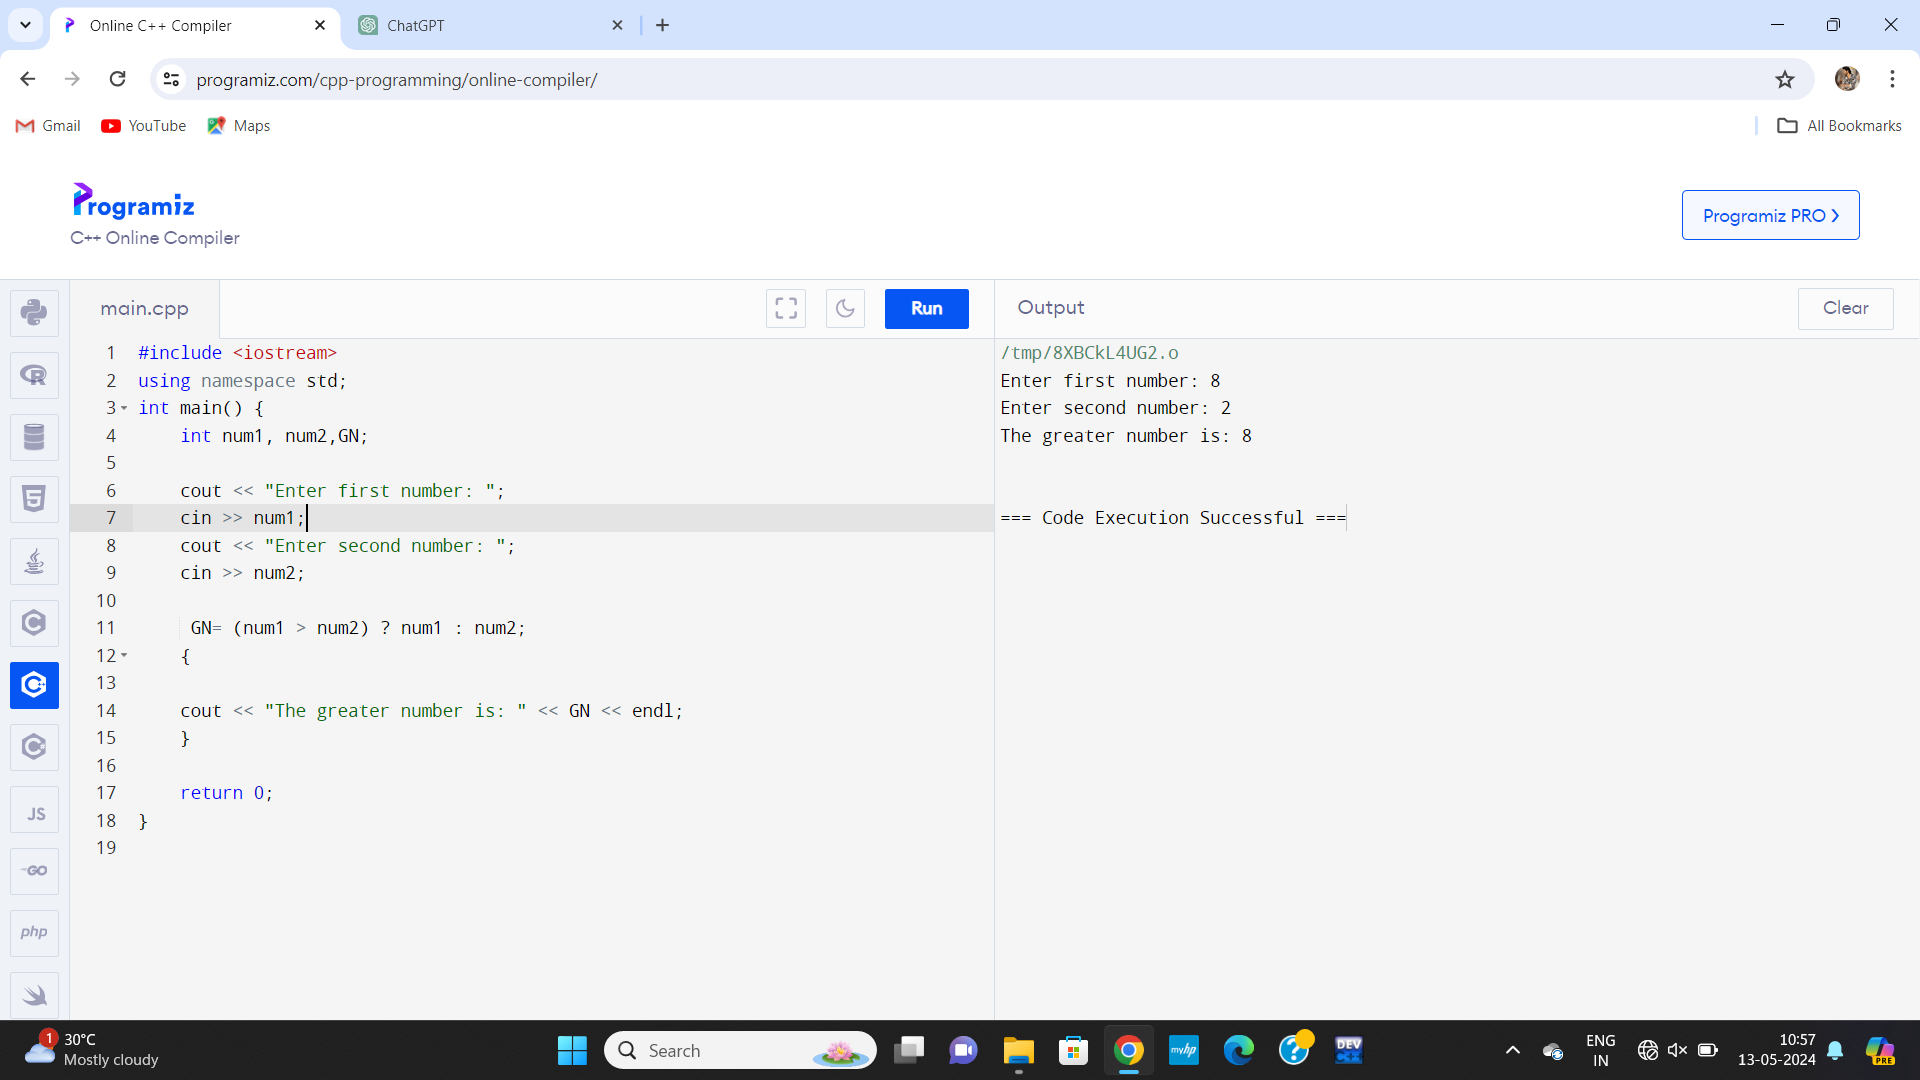 Online C++ Compiler
ChatGPT
programiz.com/cpp-programming/online-compiler/
Gmail
YouTube
Maps
All Bookmarks
Programiz
C++ Online Compiler
Programiz PRO
main.cpp
Run
Output
Clear
1 #include <iostream>
2 using namespace std;
3 int main() {
4     int num1, num2,GN;
5
6     cout << "Enter first number: ";
7     cin >> num1;
8     cout << "Enter second number: ";
9     cin >> num2;
10
11      GN= (num1 > num2) ? num1 : num2;
12     {
13
14     cout << "The greater number is: " << GN << endl;
15     }
16
17     return 0;
18 }
19
/tmp/8XBCkL4UG2.o
Enter first number: 8
Enter second number: 2
The greater number is: 8
=== Code Execution Successful ===
R
5
C
C++
C#
JS
GO
php
1
30°C
Mostly cloudy
Search
myhp
?
DEV
C++
ENG
IN
10:57
13-05-2024
PRE